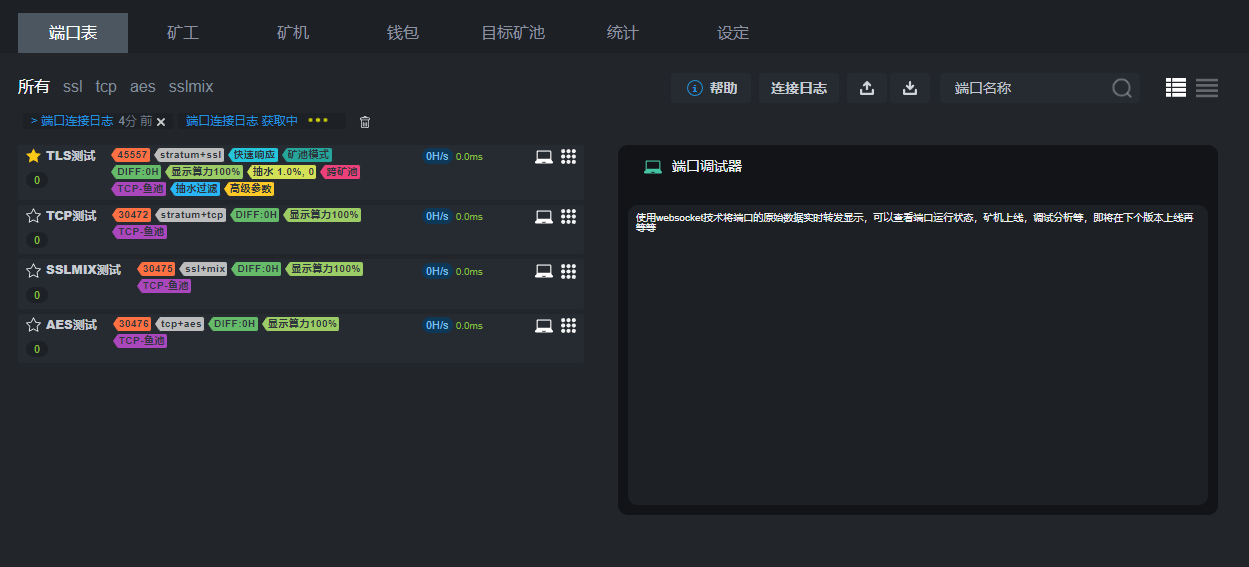 端口表 矿工 矿机 钱包 目标矿池 统计 设定
所有 ssl tcp aes sslmix
帮助 连接日志 端口名称
> 端口连接日志 4分 前 端口连接日志 获取中
TLS测试 45557 stratum+ssl 快速响应 矿池模式 0H/s 0.0ms
DIFF:0H 显示算力100% 抽水 1.0%, 0 跨矿池
0 TCP-鱼池 抽水过滤 高级参数
TCP测试 30472 stratum+tcp DIFF:0H 显示算力100% 0H/s 0.0ms
TCP-鱼池
0
SSLMIX测试 30475 ssl+mix DIFF:0H 显示算力100% 0H/s 0.0ms
TCP-鱼池
0
AES测试 30476 tcp+aes DIFF:0H 显示算力100% 0H/s 0.0ms
TCP-鱼池
0
端口调试器
使用websocket技术将端口的原始数据实时转发显示，可以查看端口运行状态，矿机上线，调试分析等，即将在下个版本上线再
等等